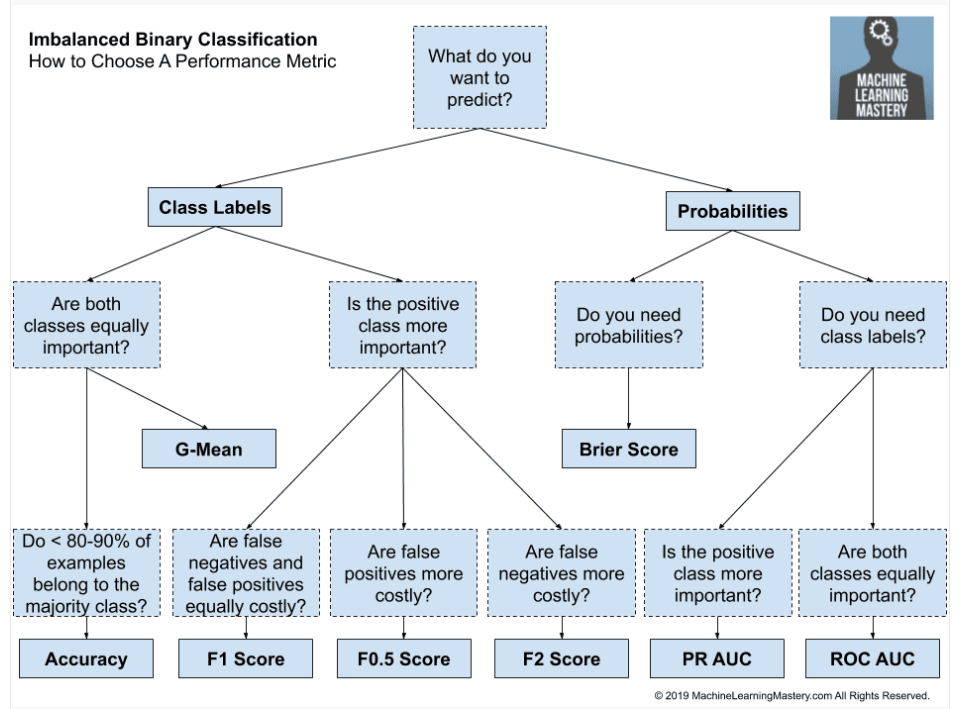 Imbalanced Binary Classification
How to Choose A Performance Metric
What do you
want to
predict?
MACHINE
LEARNING
MASTERY
Class Labels
Probabilities
Are both
classes equally
important?
Is the positive
class more
important?
Do you need
probabilities?
Do you need
class labels?
G-Mean
Brier Score
Do < 80-90% of
examples
belong to the
majority class?
Are false
negatives and
false positives
equally costly?
Are false
positives more
costly?
Are false
negatives more
costly?
Is the positive
class more
important?
Are both
classes equally
important?
Accuracy
F1 Score
F0.5 Score
F2 Score
PR AUC
ROC AUC
© 2019 MachineLearningMastery.com All Rights Reserved.